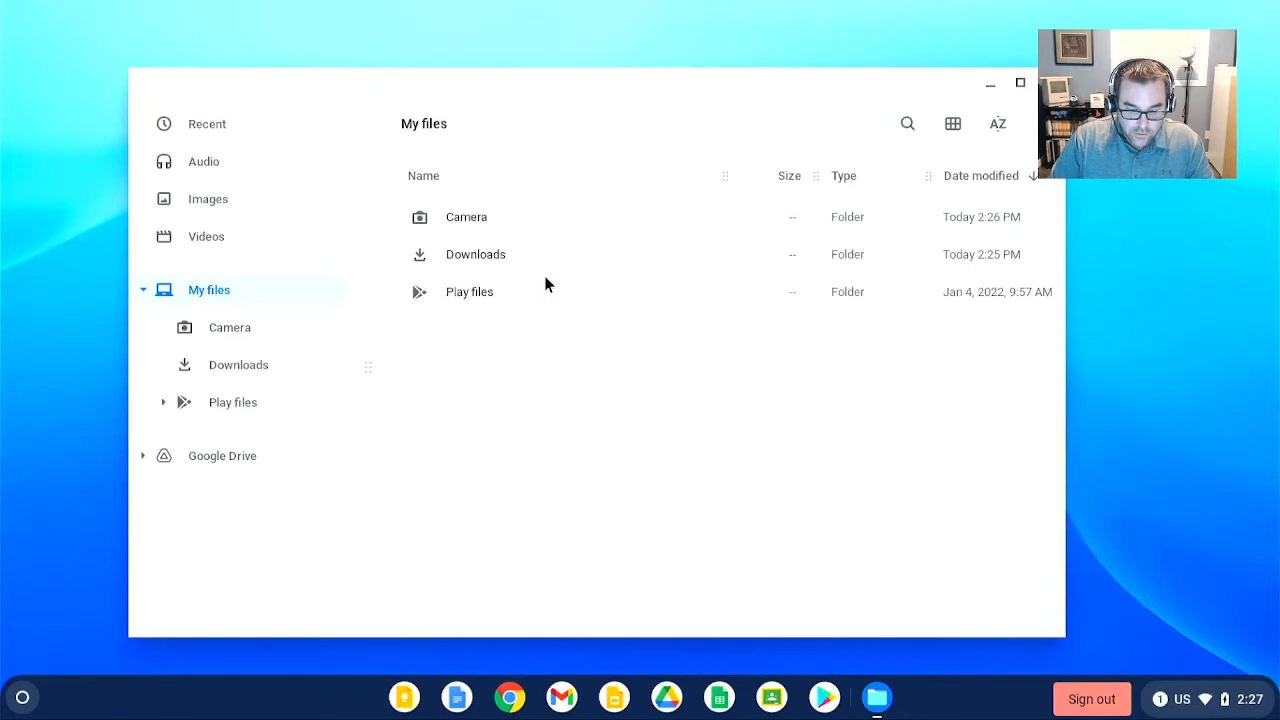 Recent
Audio
Images
Videos
My files
Camera
Downloads
Play files
Google Drive
My files
AZ
Name Size Type Date modified
Camera -- Folder Today 2:26 PM
Downloads -- Folder Today 2:25 PM
Play files -- Folder Jan 4, 2022, 9:57 AM
Sign out
1 US 2:27